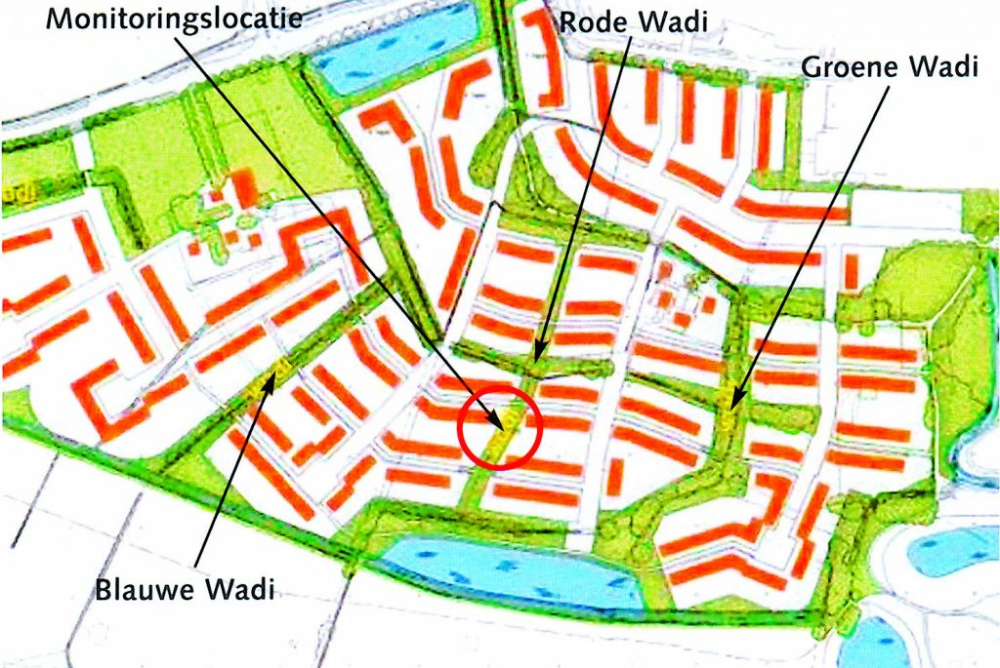 Monitoringslocatie
Rode Wadi
Groene Wadi
Blauwe Wadi